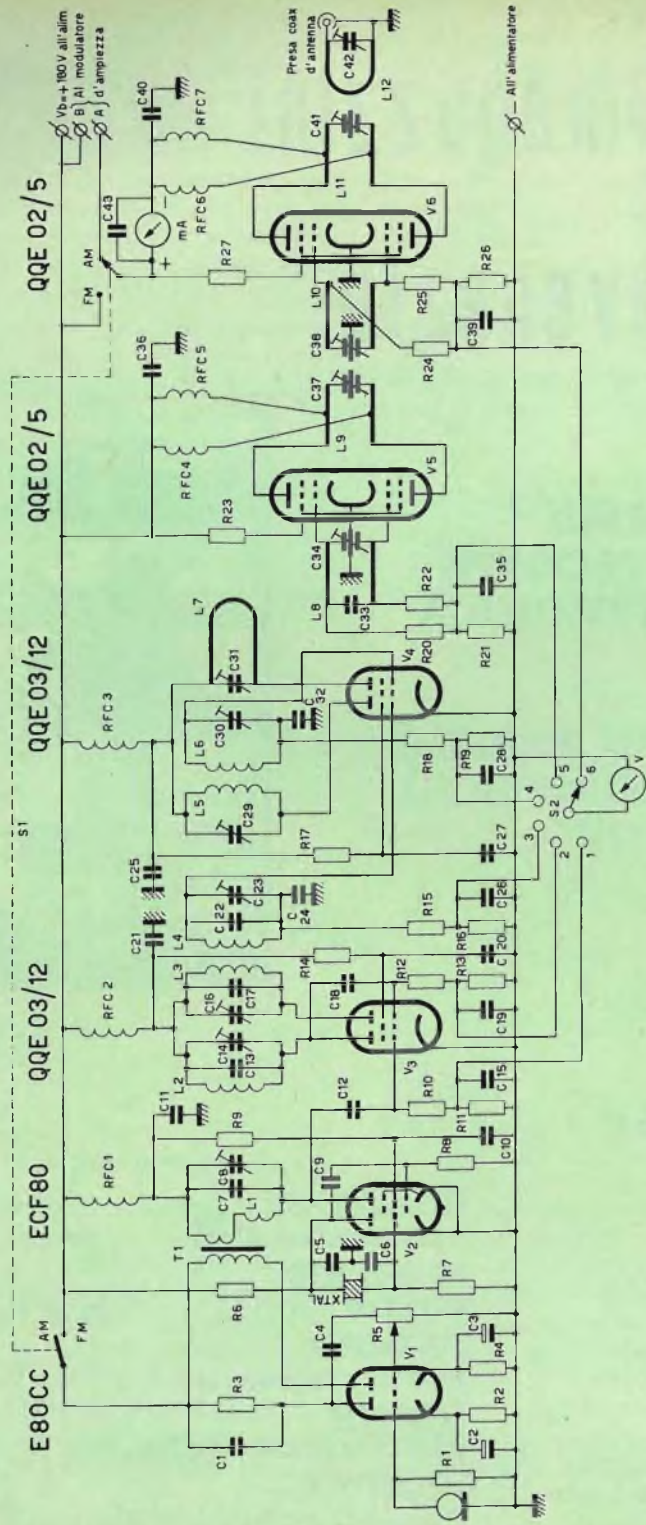 S1
E80CC
ECF80
QQE 03/12
QQE 03/12
QQE 02/5
QQE 02/5
Vb=+180V all'alim
B } Al modulatore
A } d'ampiezza
AM
FM
FM
AM
C43
mA
+
−
C40
RFC1
RFC2
RFC3
C11
C21
C25
C36
RFC4
RFC5
RFC6
RFC7
Presa coax
d'antenna
C1
R3
R6
T1
C7
C8
L1
R9
L2
C13
C14
C16
C17
L3
L4
C22
C23
C24
L5
C29
L6
C30
C31
C32
L7
R23
R27
C4
C5
C6
XTAL
C9
C12
C18
R14
R17
L8
C33
C34
L9
C37
C38
L10
L11
C41
L12
C42
V1
V2
V3
V4
V5
V6
R1
C2
R2
R4
C3
R5
R7
R8
C10
R10
R11
C15
C19
R12
R13
C20
R15
R16
C26
C27
R18
R19
C28
R20
R21
R22
C35
R24
R25
C39
R26
All'alimentatore
1
2
3
4
5
6
S2
V